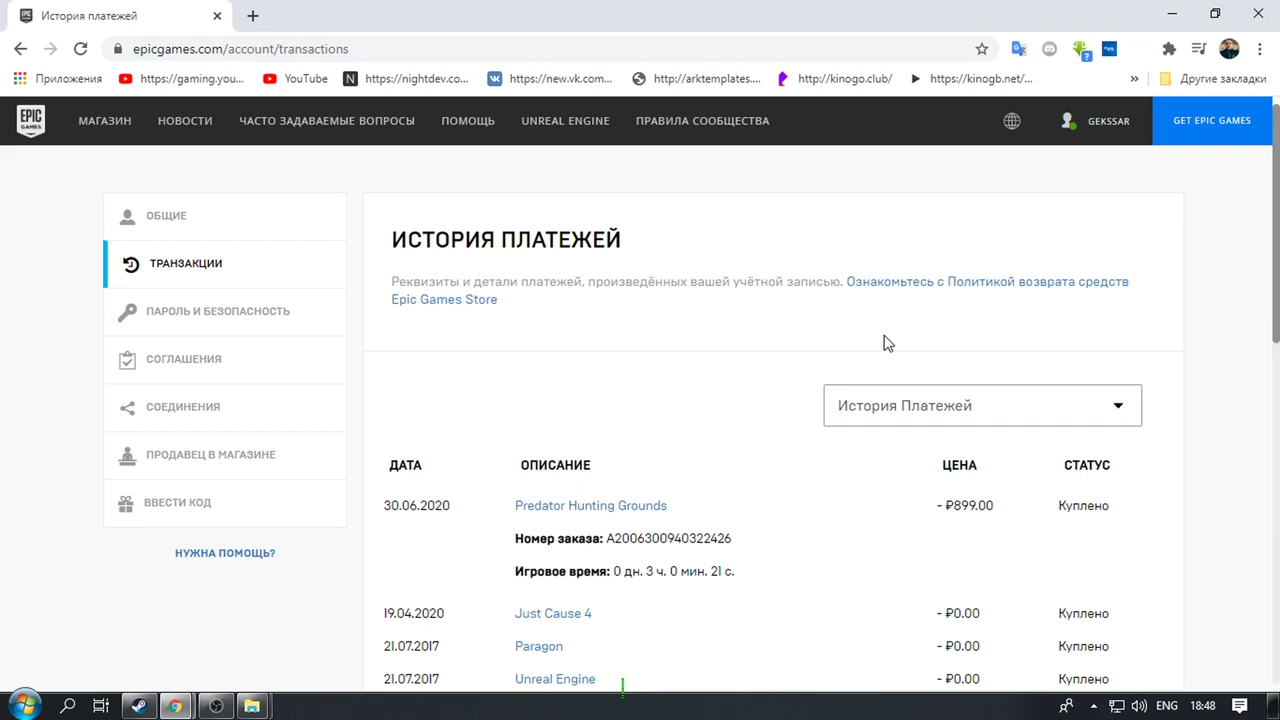 История платежей
epicgames.com/account/transactions
Приложения
https://gaming.you...
YouTube
https://nightdev.co...
https://new.vk.com...
http://arktemplates....
http://kinogo.club/
https://kinogb.net/...
Другие закладки
EPIC GAMES
МАГАЗИН
НОВОСТИ
ЧАСТО ЗАДАВАЕМЫЕ ВОПРОСЫ
ПОМОЩЬ
UNREAL ENGINE
ПРАВИЛА СООБЩЕСТВА
GEKSSAR
GET EPIC GAMES
ОБЩИЕ
ТРАНЗАКЦИИ
ПАРОЛЬ И БЕЗОПАСНОСТЬ
СОГЛАШЕНИЯ
СОЕДИНЕНИЯ
ПРОДАВЕЦ В МАГАЗИНЕ
ВВЕСТИ КОД
НУЖНА ПОМОЩЬ?
ИСТОРИЯ ПЛАТЕЖЕЙ
Реквизиты и детали платежей, произведённых вашей учётной записью. Ознакомьтесь с Политикой возврата средств
Epic Games Store
История Платежей
ДАТА ОПИСАНИЕ ЦЕНА СТАТУС
30.06.2020 Predator Hunting Grounds - ₽899.00 Куплено
Номер заказа: A2006300940322426
Игровое время: 0 дн. 3 ч. 0 мин. 21 с.
19.04.2020 Just Cause 4 - ₽0.00 Куплено
21.07.2017 Paragon - ₽0.00 Куплено
21.07.2017 Unreal Engine - ₽0.00 Куплено
ENG 18:48